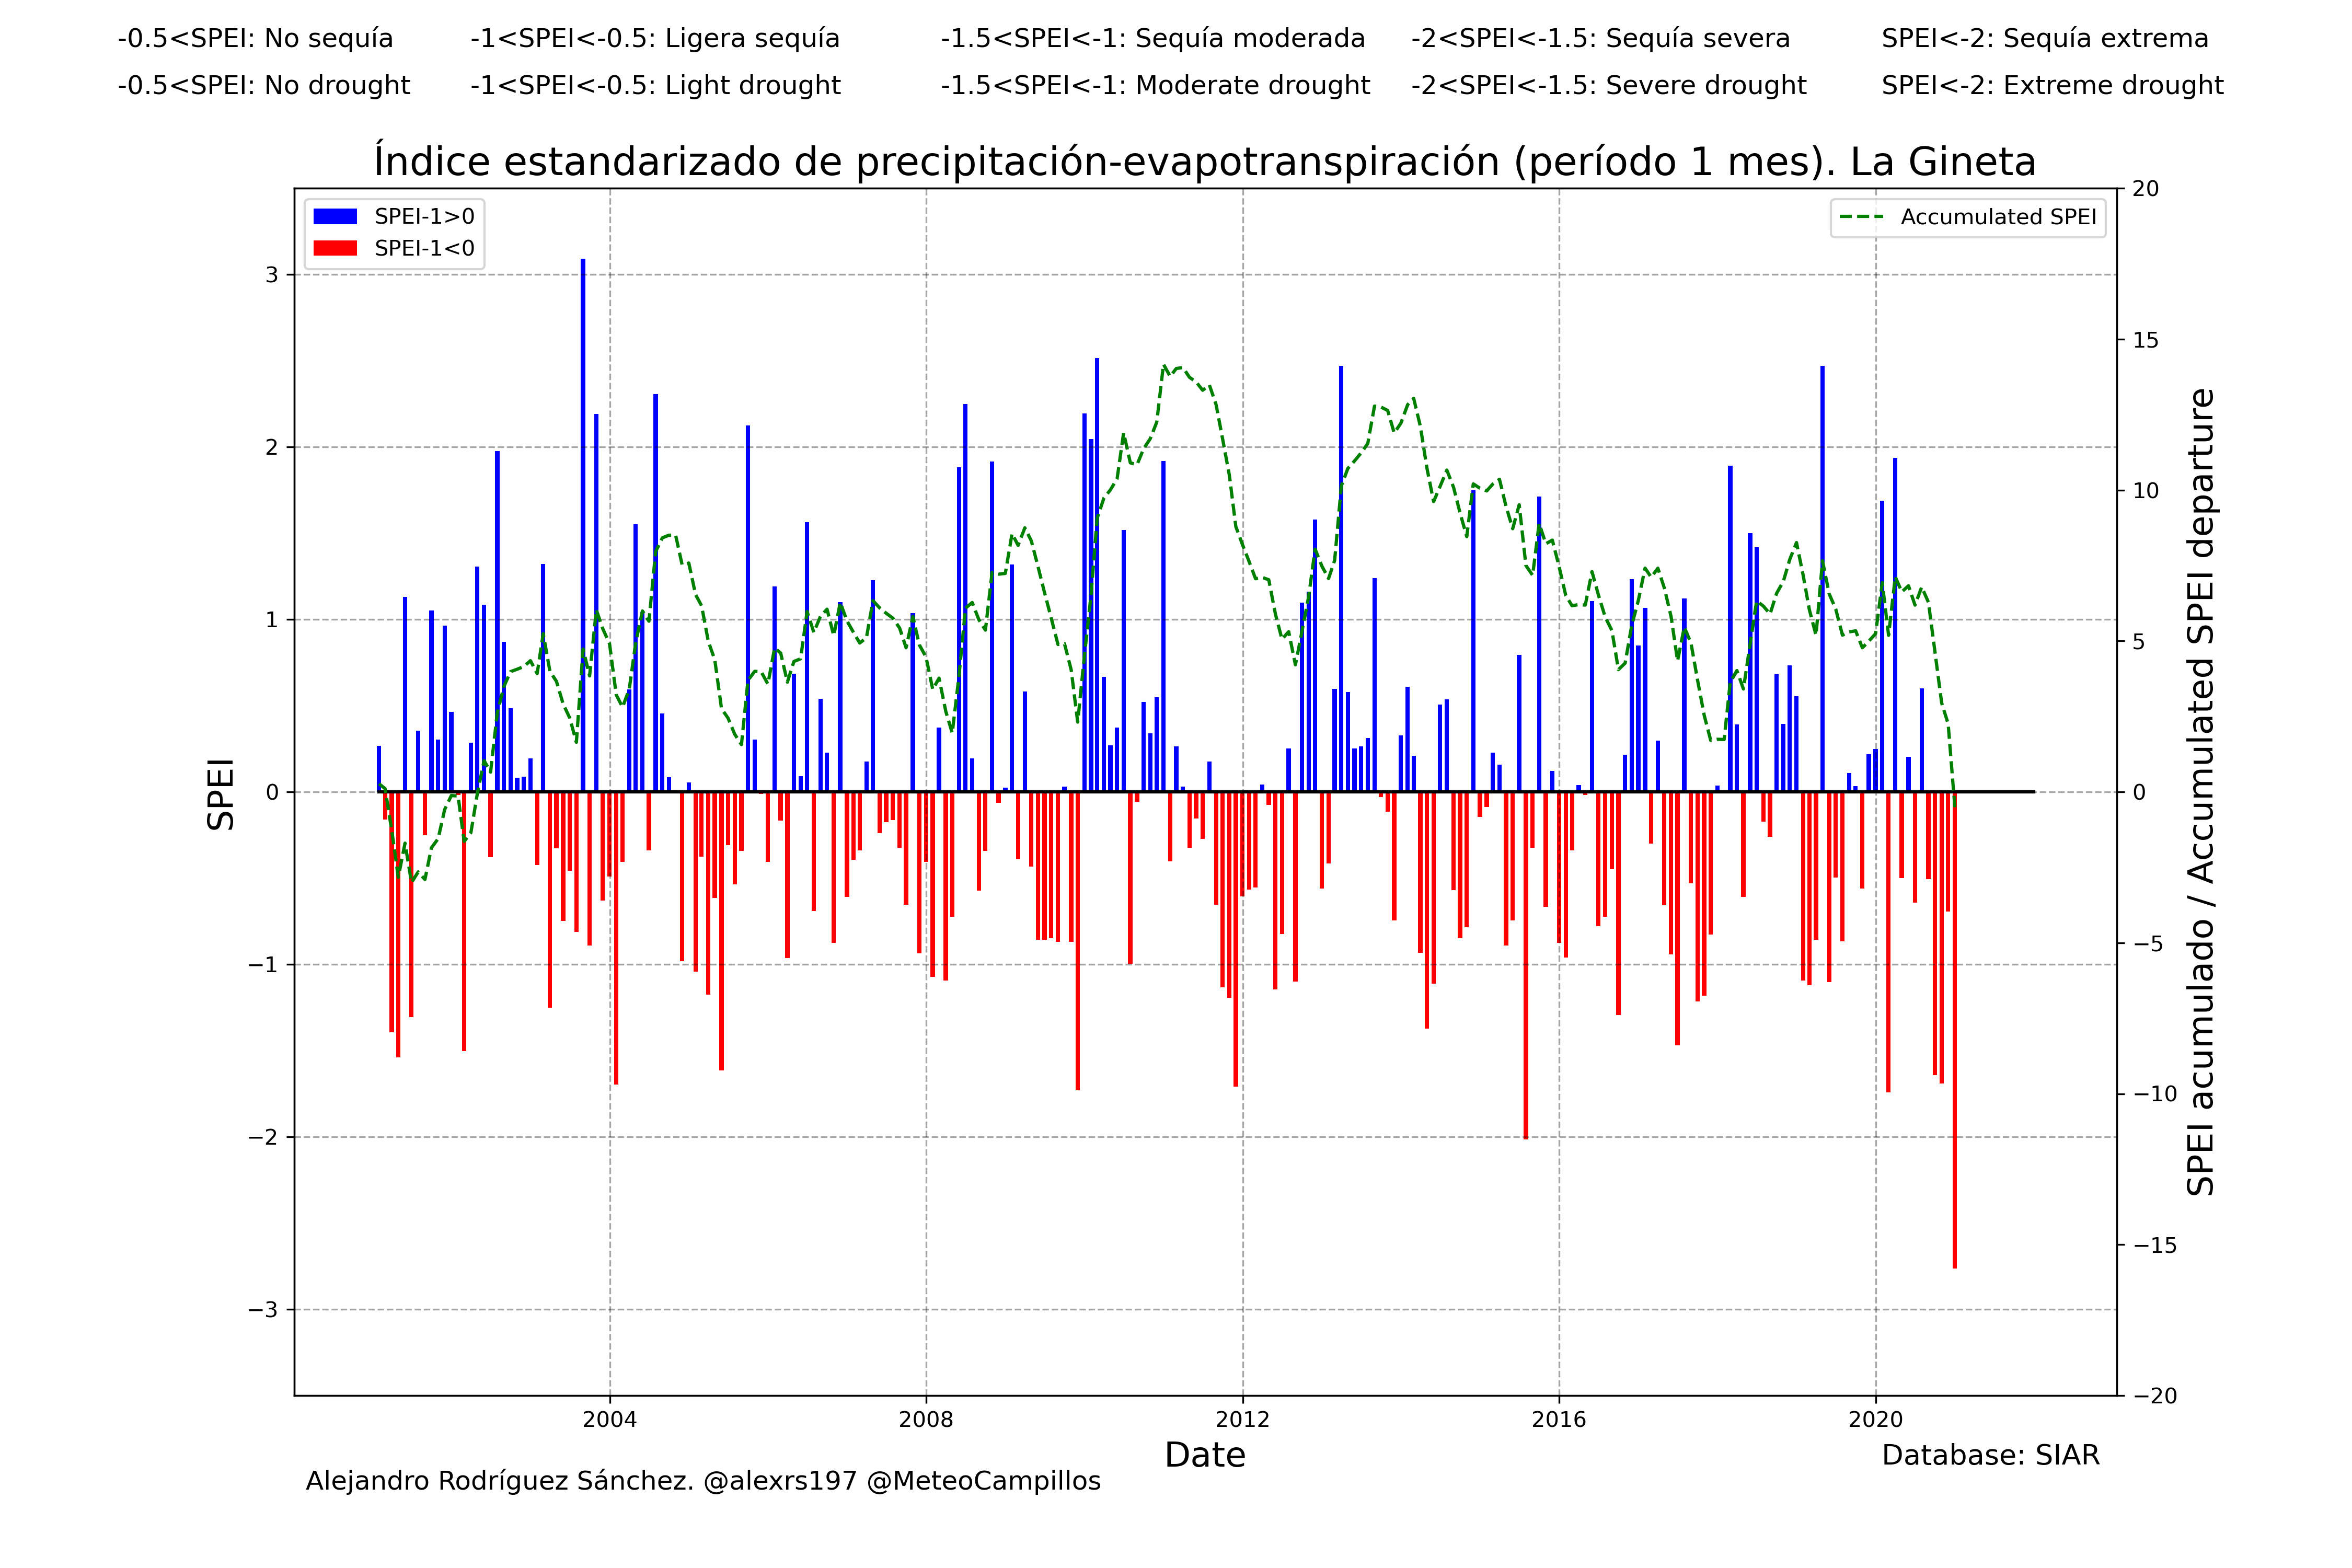 -0.5<SPEI: No sequía -1<SPEI<-0.5: Ligera sequía -1.5<SPEI<-1: Sequía moderada -2<SPEI<-1.5: Sequía severa SPEI<-2: Sequía extrema
-0.5<SPEI: No drought -1<SPEI<-0.5: Light drought -1.5<SPEI<-1: Moderate drought -2<SPEI<-1.5: Severe drought SPEI<-2: Extreme drought
Índice estandarizado de precipitación-evapotranspiración (período 1 mes). La Gineta
SPEI-1>0
SPEI-1<0
Accumulated SPEI
SPEI
3
2
1
0
−1
−2
−3
20
15
10
5
0
−5
−10
−15
−20
SPEI acumulado / Accumulated SPEI departure
2004 2008 2012 2016 2020
Date
Database: SIAR
Alejandro Rodríguez Sánchez. @alexrs197 @MeteoCampillos